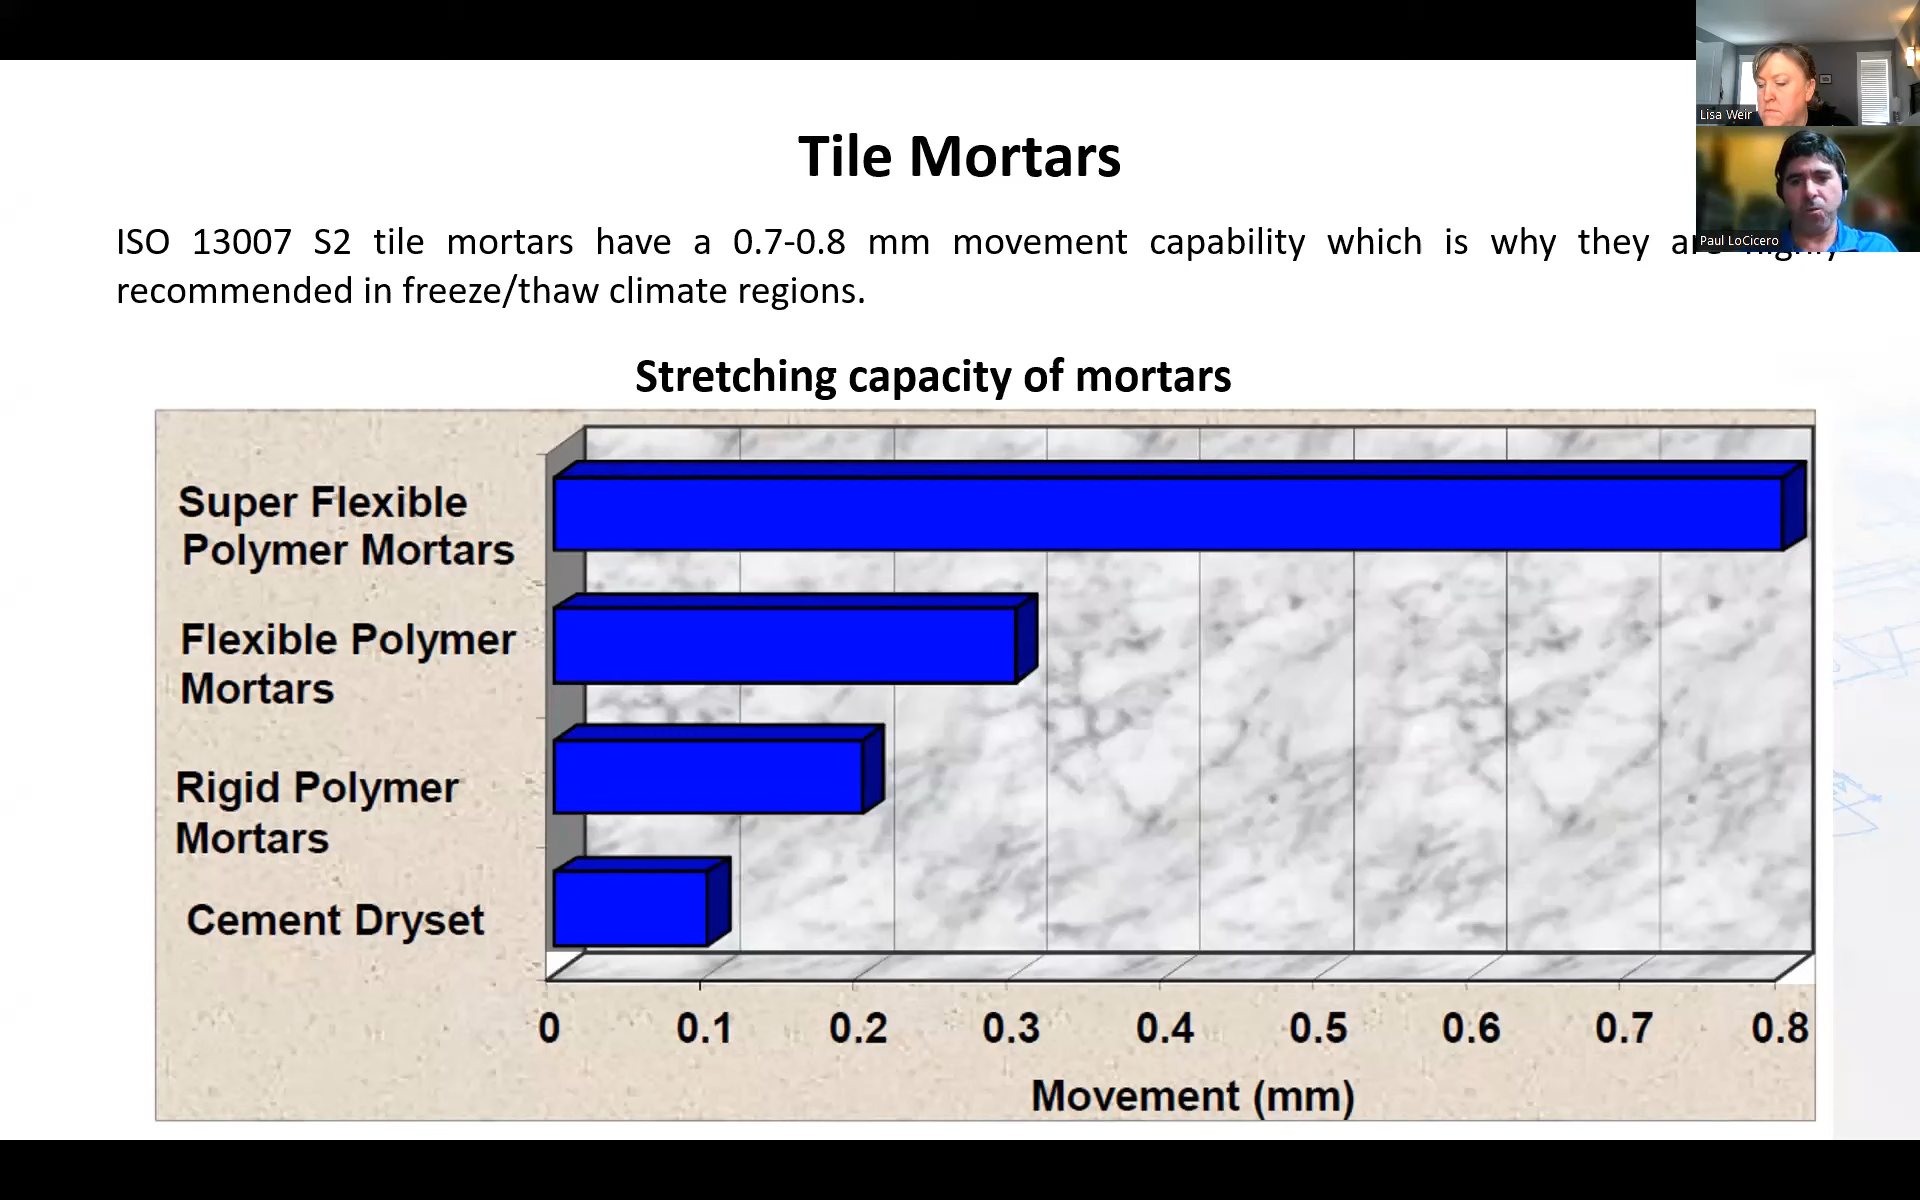 Lisa Weir
Tile Mortars
ISO 13007 S2 tile mortars have a 0.7-0.8 mm movement capability which is why they
Paul LoCicero
recommended in freeze/thaw climate regions.
Stretching capacity of mortars
Super Flexible
Polymer Mortars
Flexible Polymer
Mortars
Rigid Polymer
Mortars
Cement Dryset
0 0.1 0.2 0.3 0.4 0.5 0.6 0.7 0.8
Movement (mm)